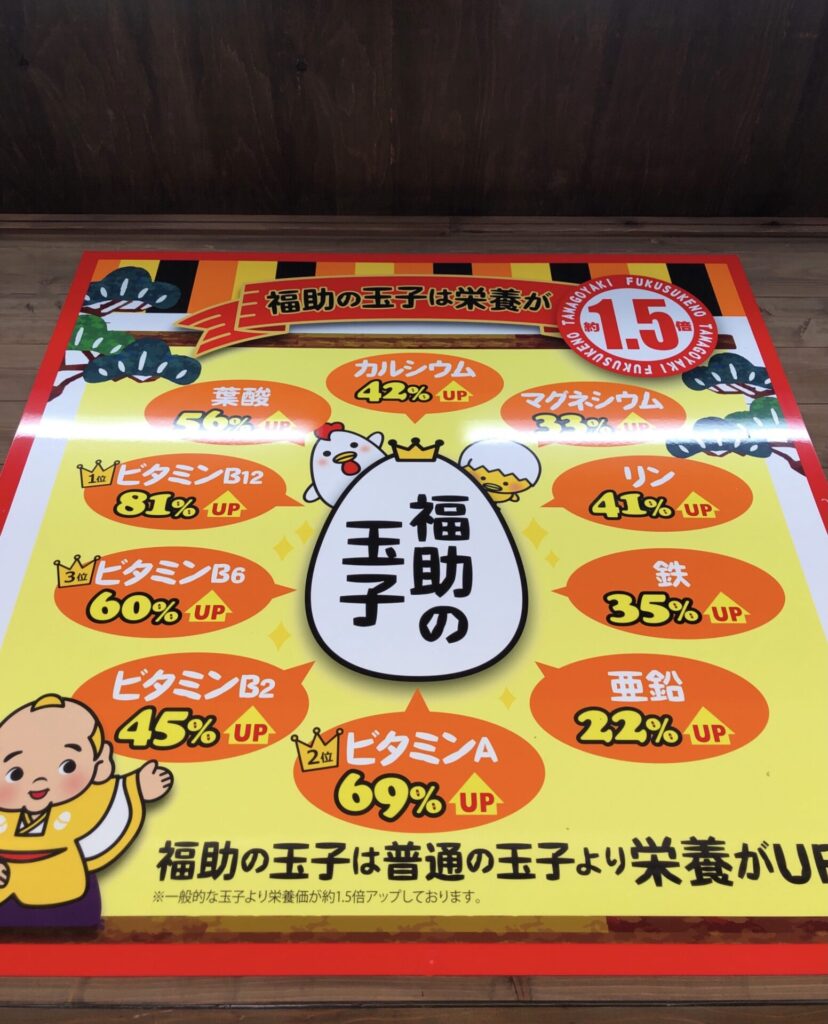 福助の玉子は栄養が
約1.5倍
TAMAGOYAKI FUKUSUKENO TAMAGOYAKI FUKUSUKENO
カルシウム
42% UP
葉酸
56% UP
マグネシウム
33% UP
1位 ビタミンB12
81% UP
リン
41% UP
3位 ビタミンB6
60% UP
鉄
35% UP
福助の
玉子
ビタミンB2
45% UP
亜鉛
22% UP
2位 ビタミンA
69% UP
福助の玉子は普通の玉子より栄養がUP
※一般的な玉子より栄養価が約1.5倍アップしております。